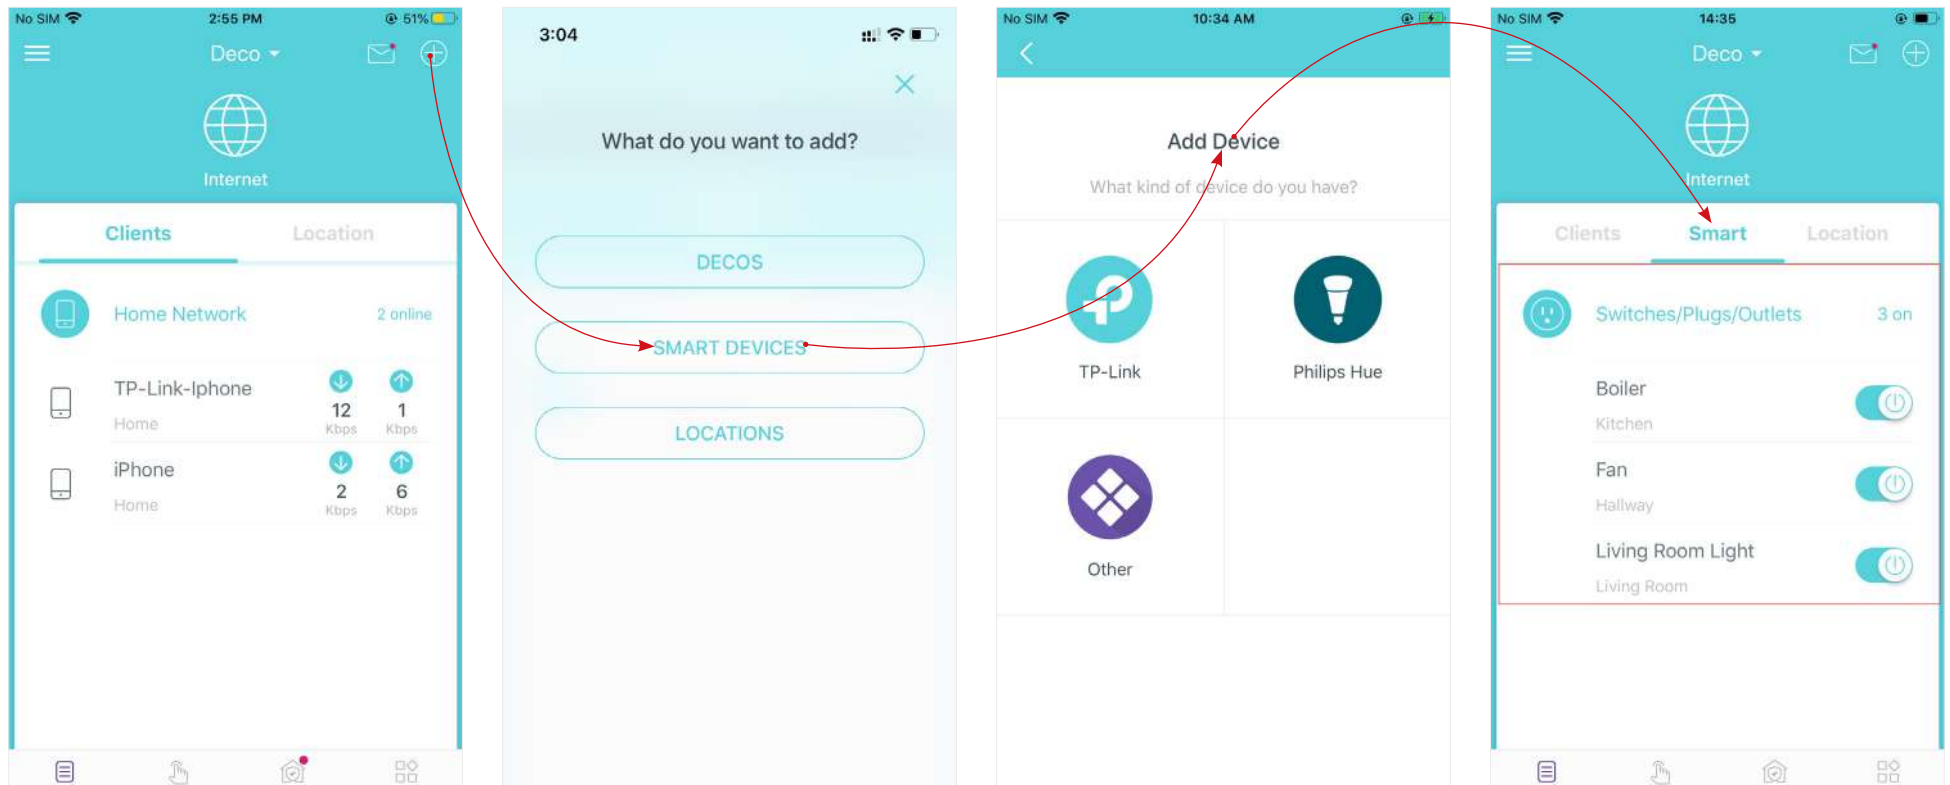 No SIM 2:55 PM 51%
Deco
Internet
Clients Location
Home Network 2 online
TP-Link-Iphone
12 1
Home Kbps Kbps
iPhone
2 6
Home Kbps Kbps
3:04
What do you want to add?
DECOS
SMART DEVICES
LOCATIONS
No SIM 10:34 AM
Add Device
What kind of device do you have?
TP-Link Philips Hue
Other
No SIM 14:35
Deco
Internet
Clients Smart Location
Switches/Plugs/Outlets 3 on
Boiler
Kitchen
Fan
Hallway
Living Room Light
Living Room